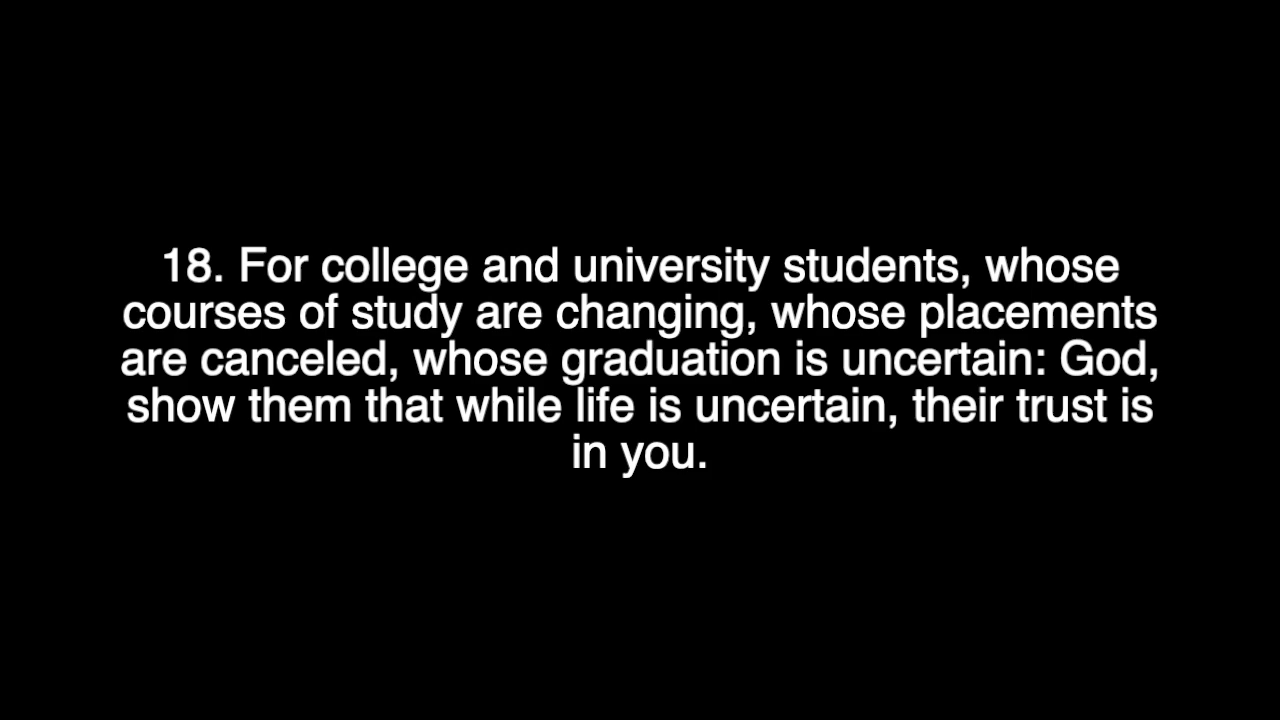 18. For college and university students, whose
courses of study are changing, whose placements
are canceled, whose graduation is uncertain: God,
show them that while life is uncertain, their trust is
in you.